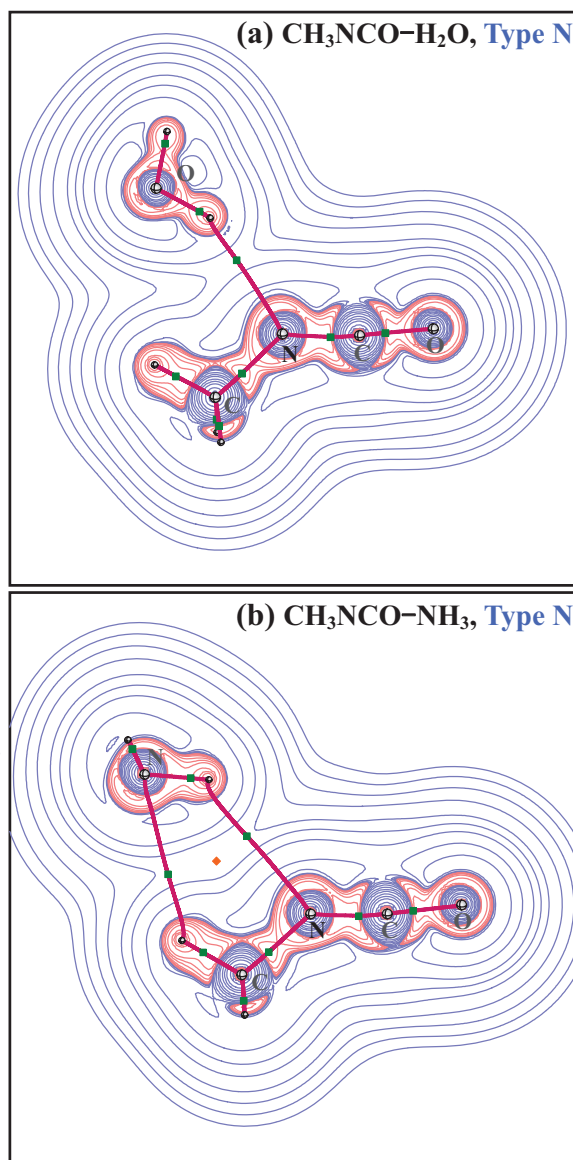 (a) CH₃NCO−H₂O, Type N
O
N
C
O
C
(b) CH₃NCO−NH₃, Type N
N
N
C
O
C